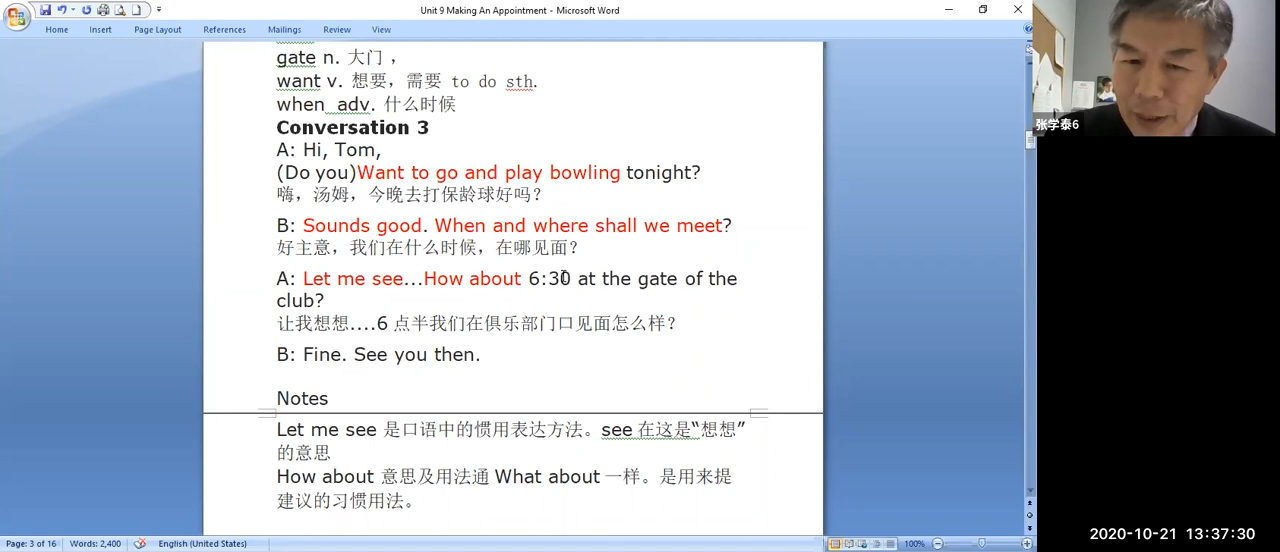 Unit 9 Making An Appointment - Microsoft Word
Home Insert Page Layout References Mailings Review View
gate n. 大门 ,
want v. 想要, 需要 to do sth.
when adv. 什么时候
Conversation 3
A: Hi, Tom,
(Do you)Want to go and play bowling tonight?
嗨, 汤姆, 今晚去打保龄球好吗?
B: Sounds good. When and where shall we meet?
好主意, 我们在什么时候, 在哪见面?
A: Let me see...How about 6:30 at the gate of the
club?
让我想想....6 点半我们在俱乐部门口见面怎么样?
B: Fine. See you then.
Notes
Let me see 是口语中的惯用表达方法。see 在这是“想想”
的意思
How about 意思及用法通 What about 一样。是用来提
建议的习惯用法。
Page: 3 of 16 Words: 2,400 English (United States) 100%
张学泰6
2020-10-21 13:37:30